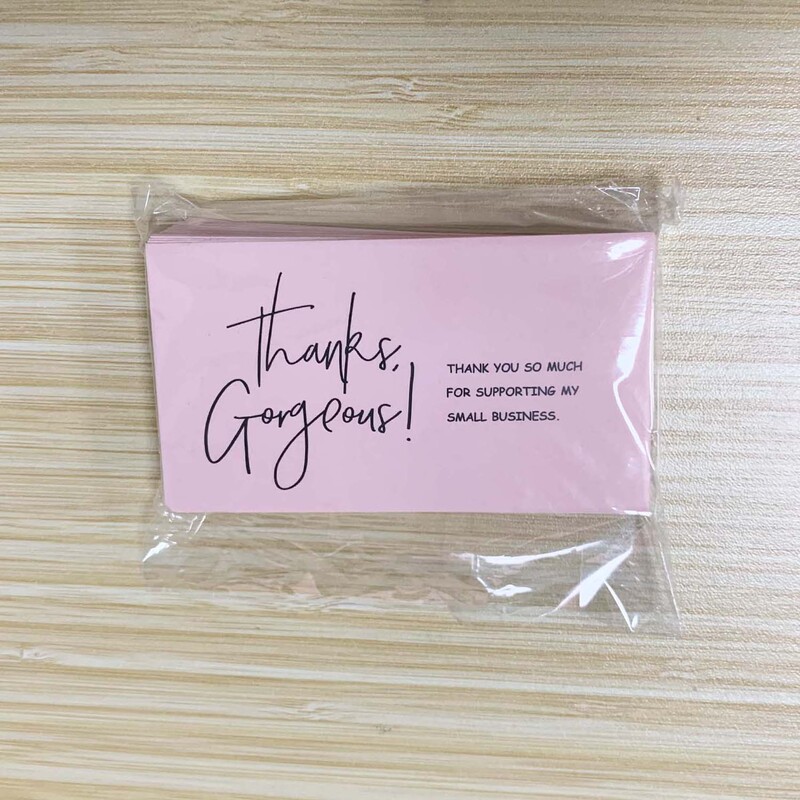 Thanks,
Gorgeous!
THANK YOU SO MUCH
FOR SUPPORTING MY
SMALL BUSINESS.